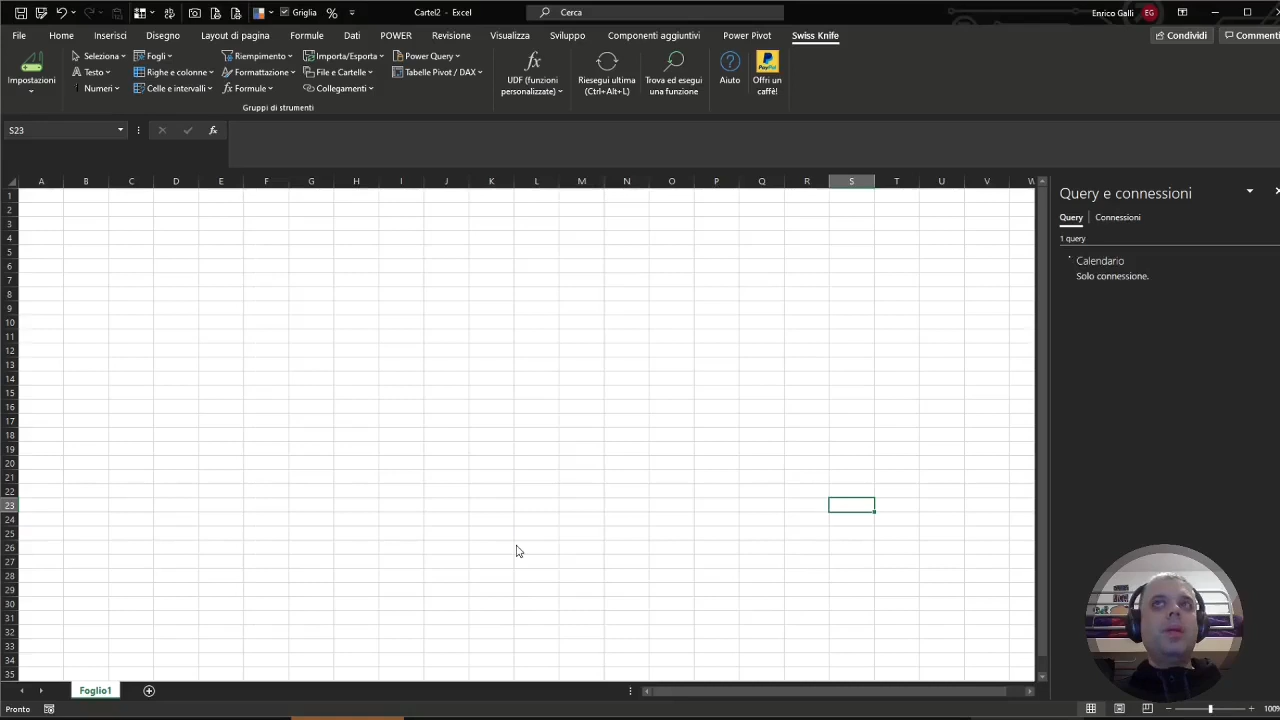 Griglia
Cartel2 - Excel
Cerca
Enrico Galli
EG
File
Home
Inserisci
Disegno
Layout di pagina
Formule
Dati
POWER
Revisione
Visualizza
Sviluppo
Componenti aggiuntivi
Power Pivot
Swiss Knife
Condividi
Commenti
Impostazioni
Seleziona
Testo
Numeri
Fogli
Righe e colonne
Celle e intervalli
Riempimento
Formattazione
Formule
Importa/Esporta
File e Cartelle
Collegamenti
Power Query
Tabelle Pivot / DAX
Gruppi di strumenti
UDF (funzioni
personalizzate)
Riesegui ultima
(Ctrl+Alt+L)
Trova ed esegui
una funzione
Aiuto
PayPal
Offri un
caffè!
S23
fx
A B C D E F G H I J K L M N O P Q R S T U V W
1
2
3
4
5
6
7
8
9
10
11
12
13
14
15
16
17
18
19
20
21
22
23
24
25
26
27
28
29
30
31
32
33
34
35
Query e connessioni
Query | Connessioni
1 query
Calendario
Solo connessione.
Foglio1
Pronto
100%